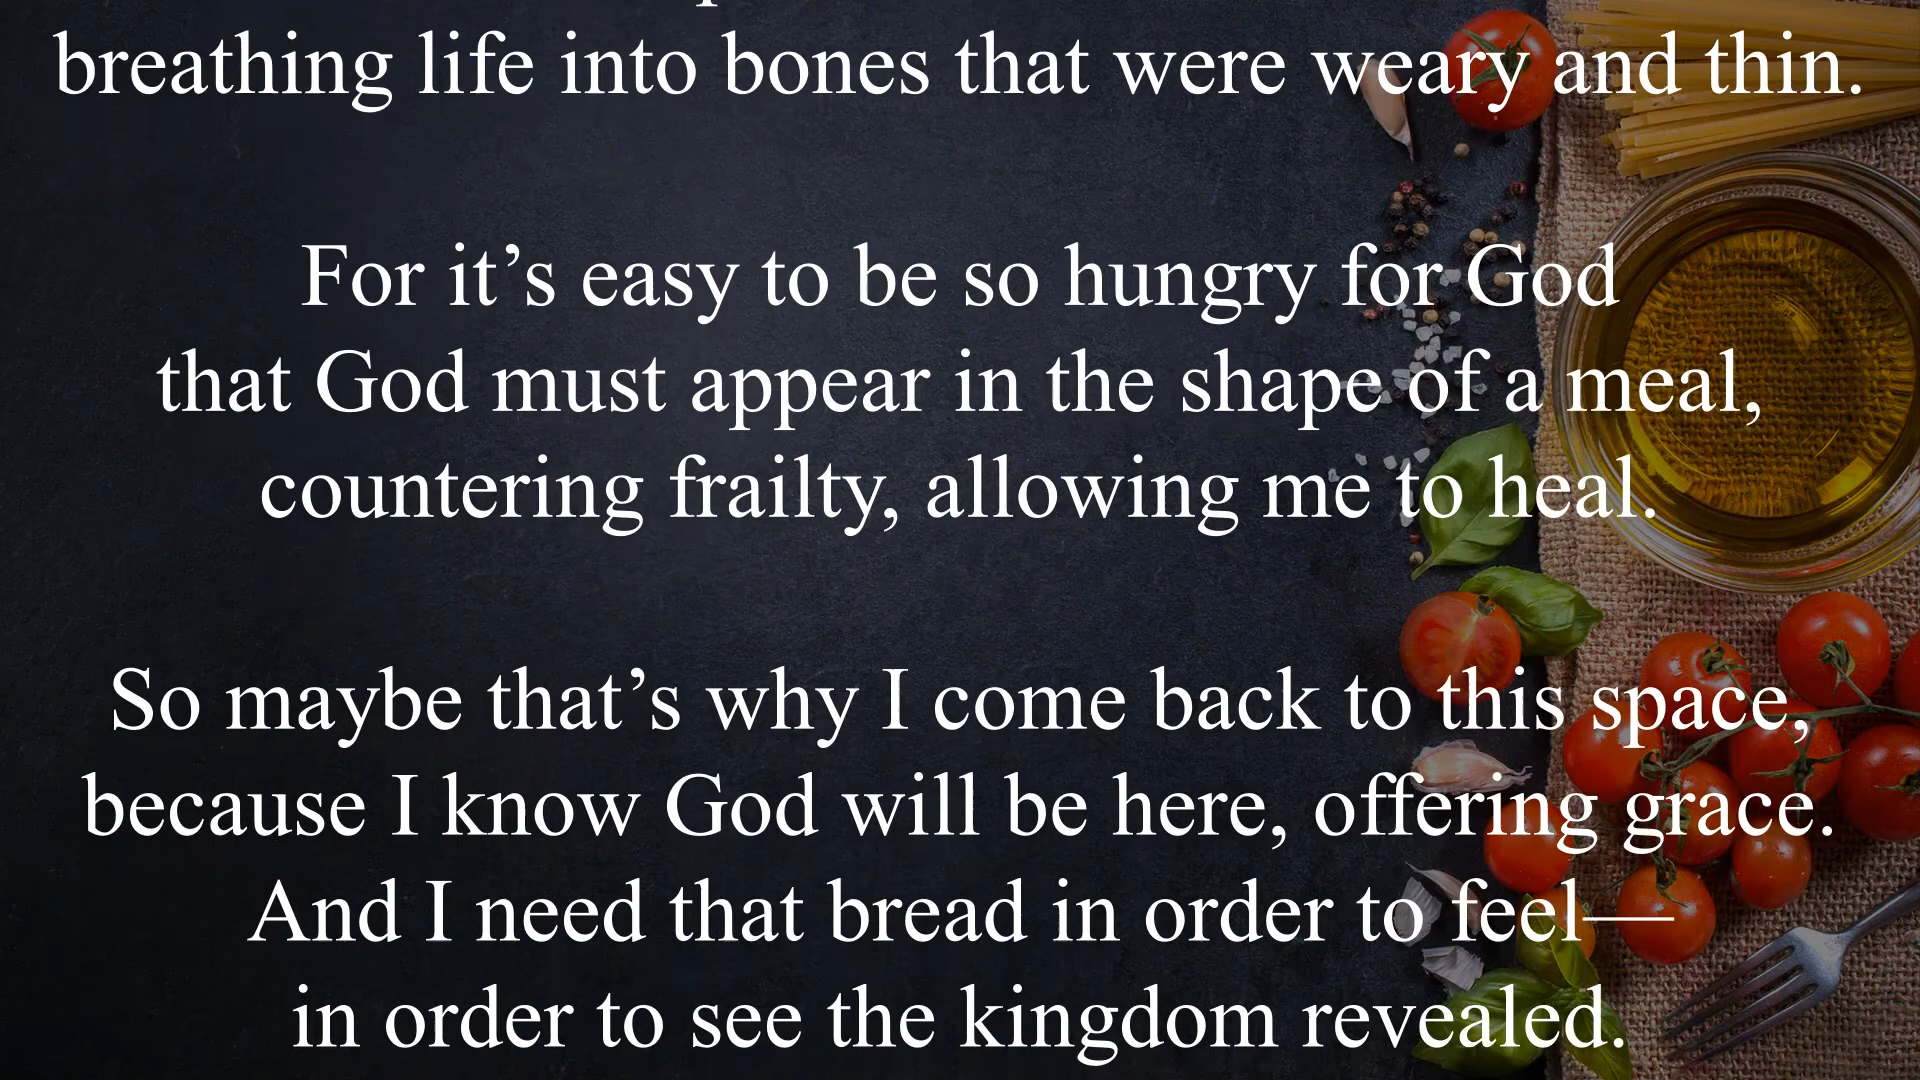 breathing life into bones that were weary and thin.
For it’s easy to be so hungry for God
that God must appear in the shape of a meal,
countering frailty, allowing me to heal.
So maybe that’s why I come back to this space,
because I know God will be here, offering grace.
And I need that bread in order to feel—
in order to see the kingdom revealed.